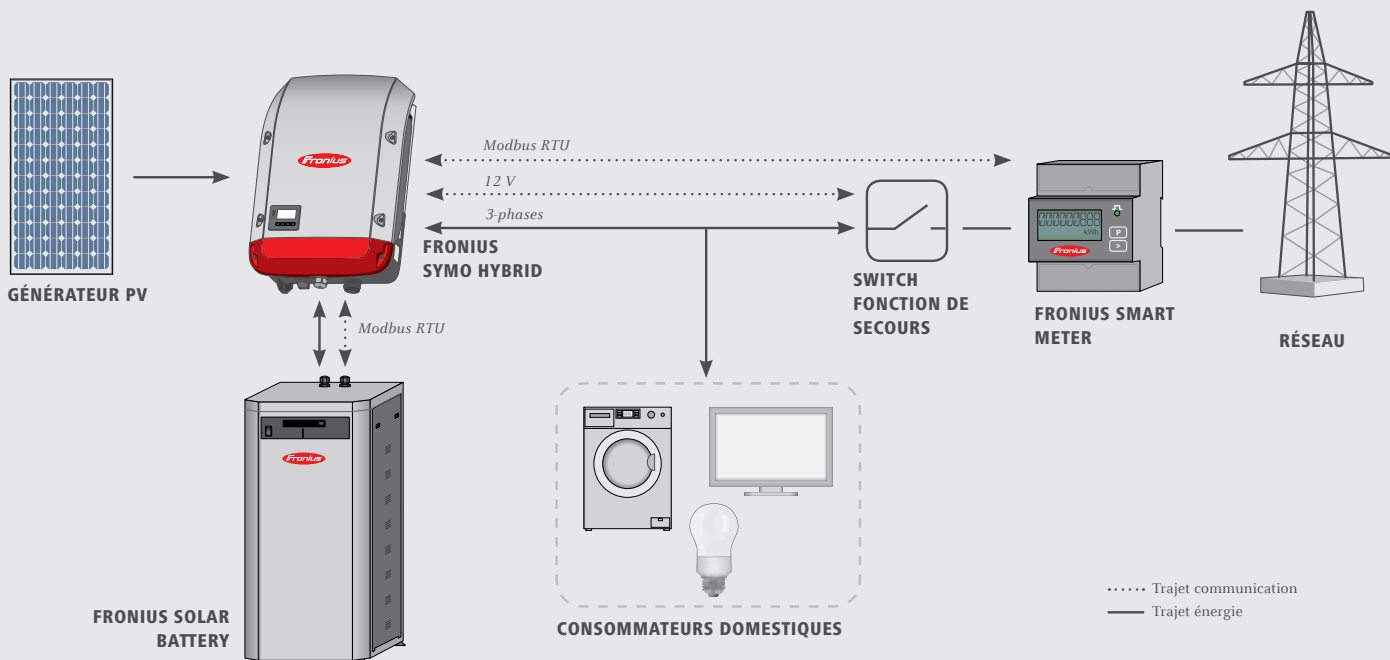 Fronius
Modbus RTU
12 V
3-phases
GÉNÉRATEUR PV
FRONIUS
SYMO HYBRID
SWITCH
FONCTION DE
SECOURS
kWh
P
>
Fronius
FRONIUS SMART
METER
RÉSEAU
Modbus RTU
Fronius
FRONIUS SOLAR
BATTERY
CONSOMMATEURS DOMESTIQUES
Trajet communication
Trajet énergie